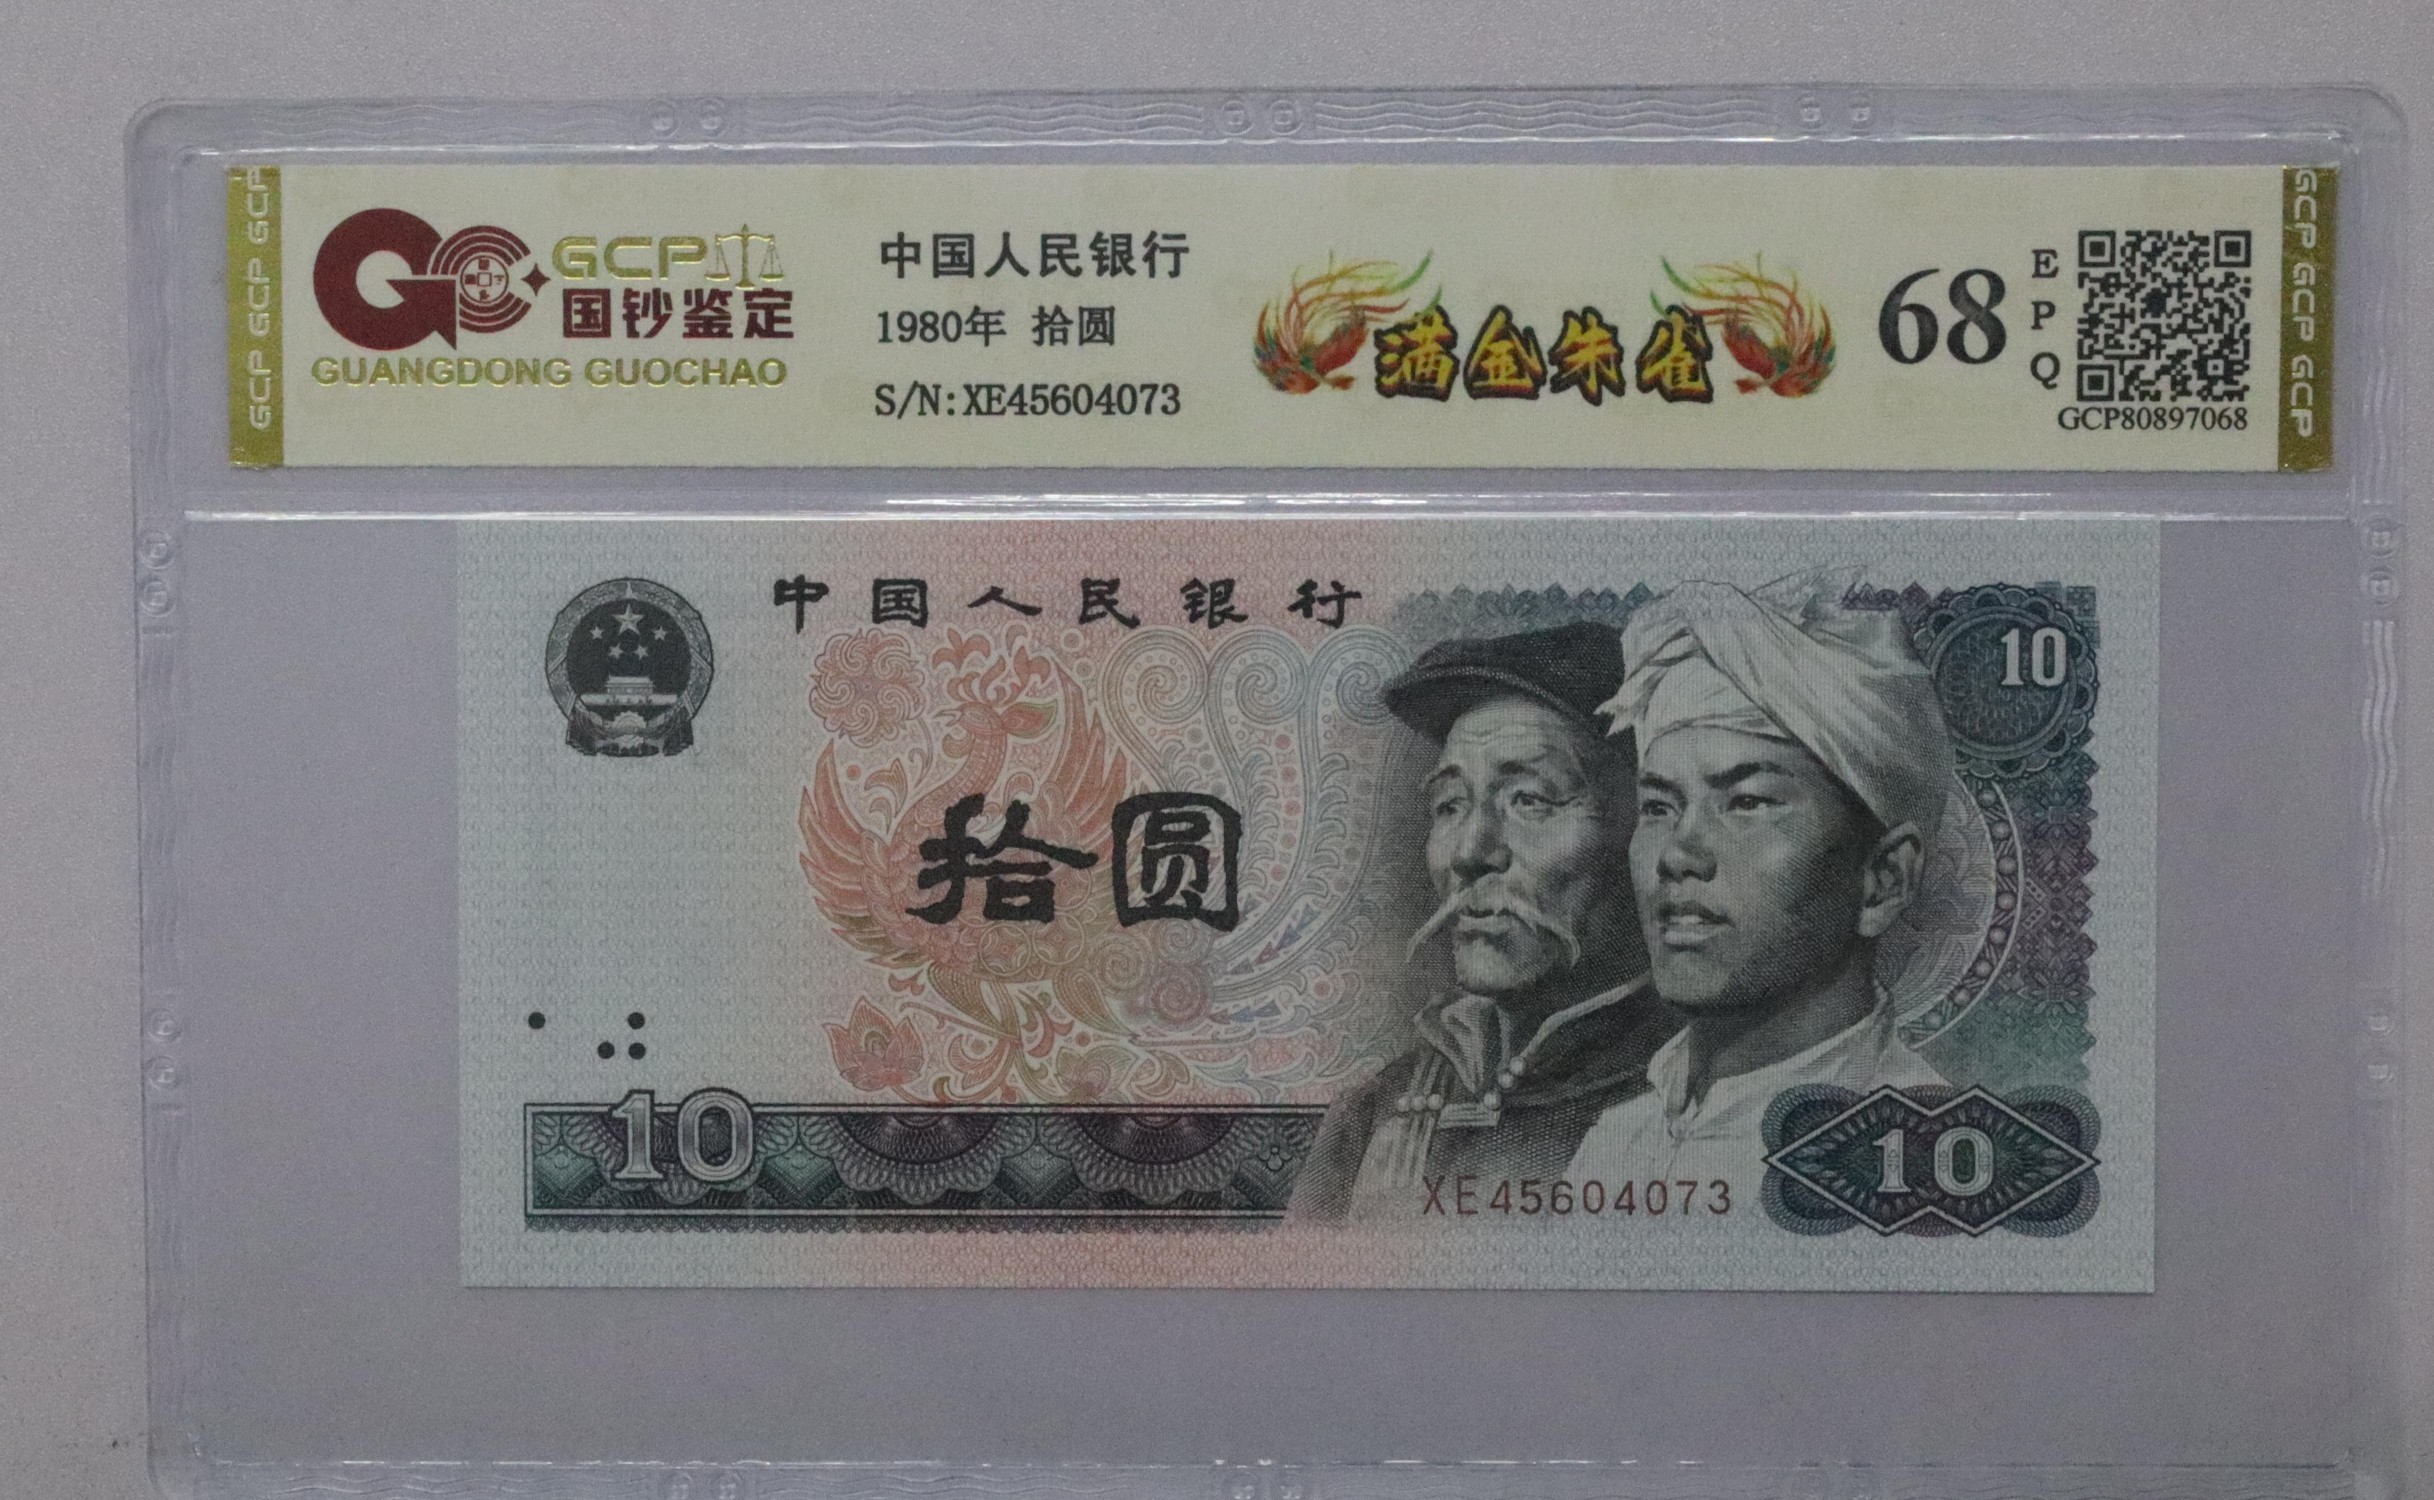 GCP GCP GCP
GCP
国钞鉴定
GUANGDONG GUOCHAO
中国人民银行
1980年 拾圆
S/N:XE45604073
满金朱雀
68
EPQ
GCP80897068
GCP GCP GCP
中国人民银行
10
拾圆
10
XE45604073
10